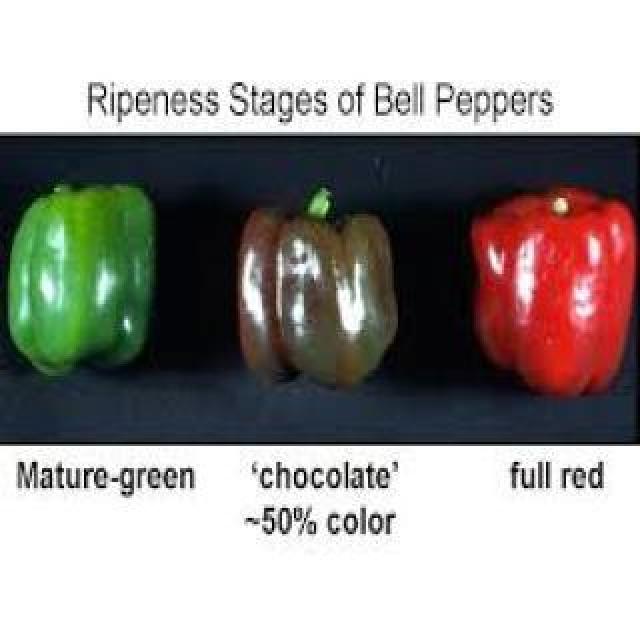 Ripeness Stages of Bell Peppers
Mature-green ‘chocolate’ full red
~50% color